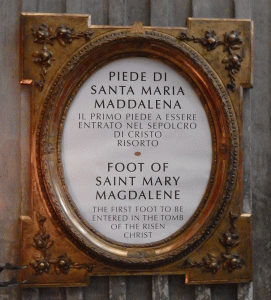 PIEDE DI
SANTA MARIA
MADDALENA
IL PRIMO PIEDE A ESSERE
ENTRATO NEL SEPOLCRO
DI CRISTO
RISORTO
FOOT OF
SAINT MARY
MAGDALENE
THE FIRST FOOT TO BE
ENTERED IN THE TOMB
OF THE RISEN
CHRIST